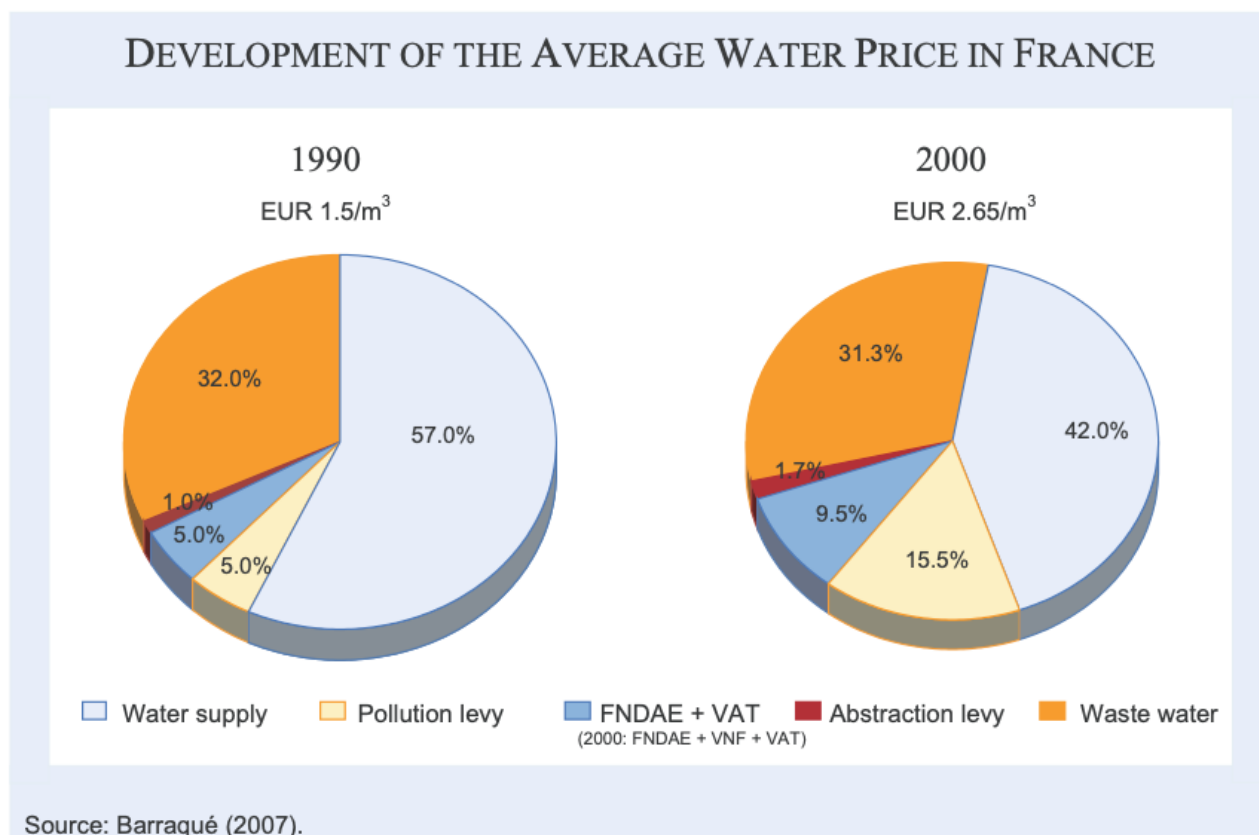 DEVELOPMENT OF THE AVERAGE WATER PRICE IN FRANCE
1990
EUR 1.5/m³
32.0%
57.0%
1.0%
5.0%
5.0%
2000
EUR 2.65/m³
31.3%
42.0%
1.7%
9.5%
15.5%
Water supply
Pollution levy
FNDAE + VAT
(2000: FNDAE + VNF + VAT)
Abstraction levy
Waste water
Source: Barraqué (2007).